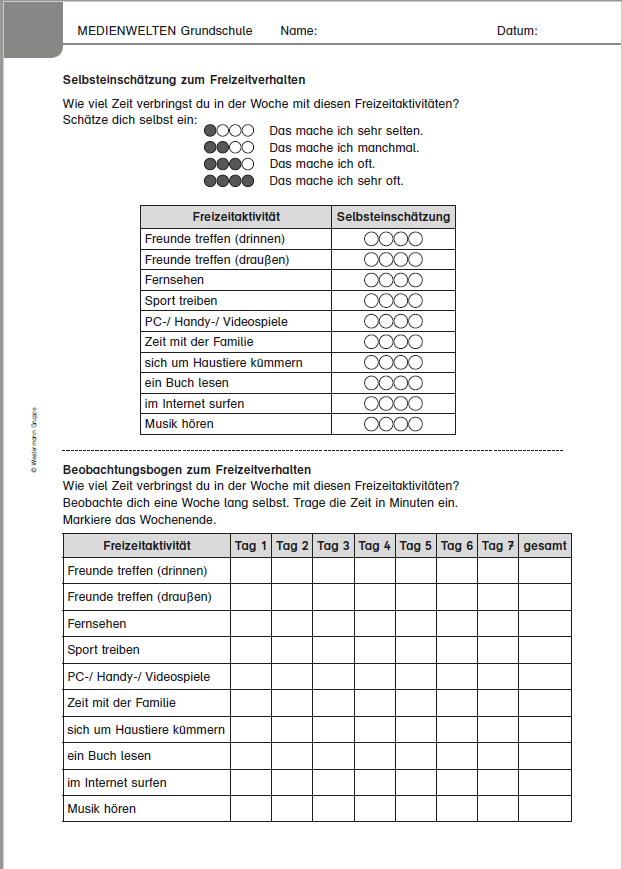 MEDIENWELTEN Grundschule Name: Datum:
Selbsteinschätzung zum Freizeitverhalten
Wie viel Zeit verbringst du in der Woche mit diesen Freizeitaktivitäten?
Schätze dich selbst ein:
Das mache ich sehr selten.
Das mache ich manchmal.
Das mache ich oft.
Das mache ich sehr oft.
Freizeitaktivität Selbsteinschätzung
Freunde treffen (drinnen)
Freunde treffen (draußen)
Fernsehen
Sport treiben
PC-/ Handy-/ Videospiele
Zeit mit der Familie
sich um Haustiere kümmern
ein Buch lesen
im Internet surfen
Musik hören
© Westermann Gruppe
Beobachtungsbogen zum Freizeitverhalten
Wie viel Zeit verbringst du in der Woche mit diesen Freizeitaktivitäten?
Beobachte dich eine Woche lang selbst. Trage die Zeit in Minuten ein.
Markiere das Wochenende.
Freizeitaktivität Tag 1 Tag 2 Tag 3 Tag 4 Tag 5 Tag 6 Tag 7 gesamt
Freunde treffen (drinnen)
Freunde treffen (draußen)
Fernsehen
Sport treiben
PC-/ Handy-/ Videospiele
Zeit mit der Familie
sich um Haustiere kümmern
ein Buch lesen
im Internet surfen
Musik hören